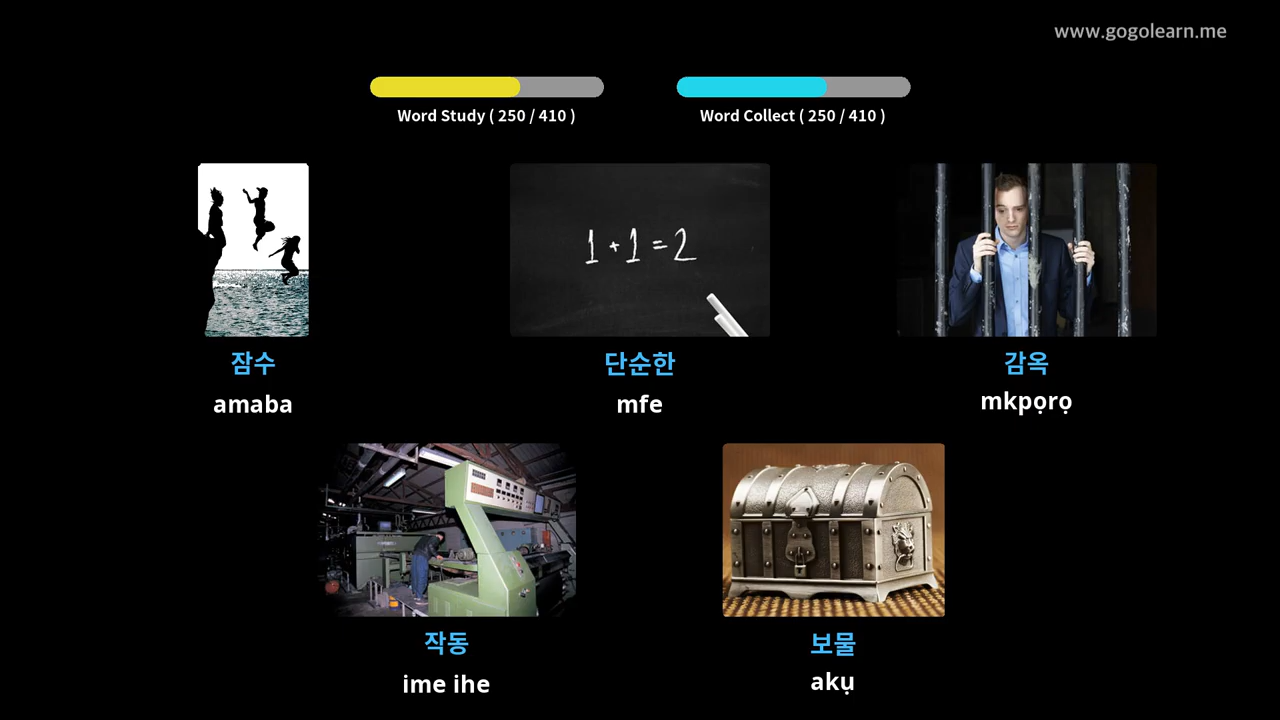 www.gogolearn.me
Word Study ( 250 / 410 )
Word Collect ( 250 / 410 )
1 + 1 = 2
잠수
amaba
단순한
mfe
감옥
mkpọrọ
작동
ime ihe
보물
akụ